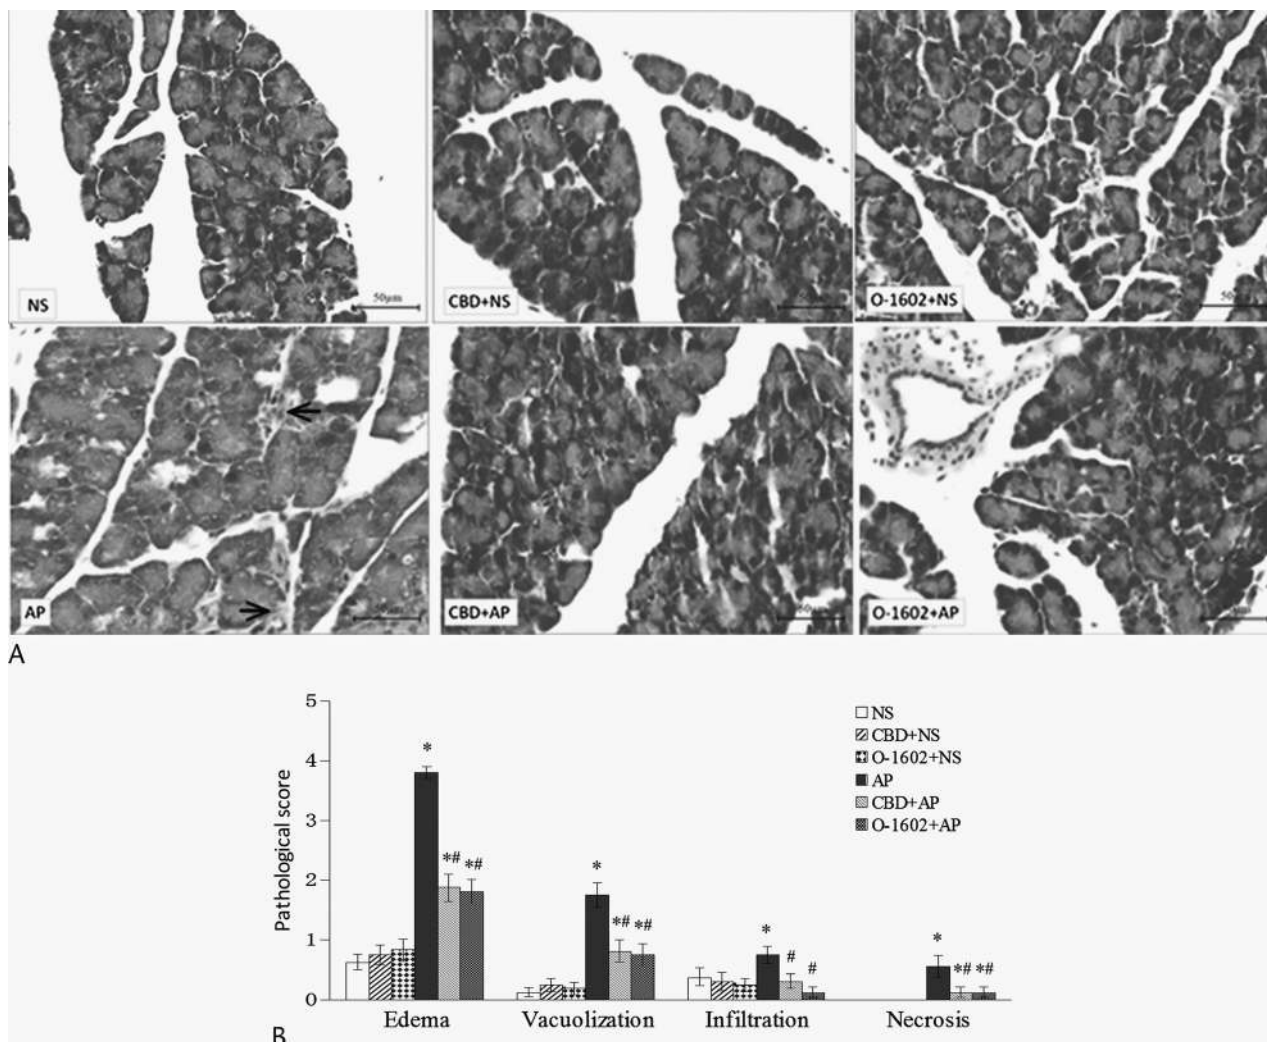 NS
50μm
CBD+NS
O-1602+NS
AP
CBD+AP
O-1602+AP
A
Pathological score
5
4
3
2
1
0
*
*#
*#
*
*#
*#
*
#
#
*
*#
*#
NS
CBD+NS
O-1602+NS
AP
CBD+AP
O-1602+AP
Edema
Vacuolization
Infiltration
Necrosis
B